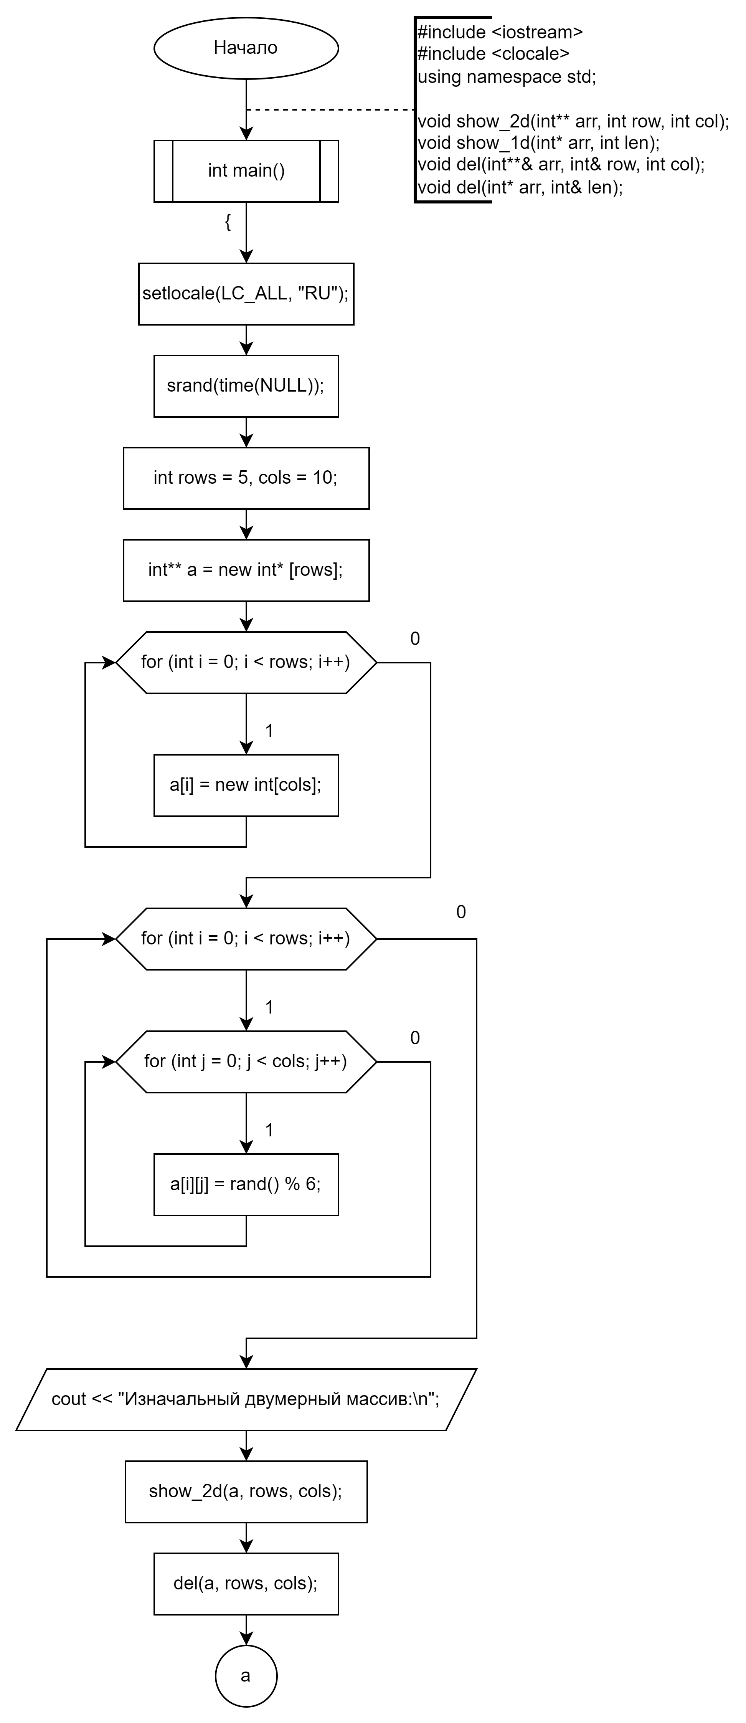 Начало
#include <iostream>
#include <clocale>
using namespace std;
void show_2d(int** arr, int row, int col);
void show_1d(int* arr, int len);
void del(int**& arr, int& row, int col);
void del(int* arr, int& len);
int main()
{
setlocale(LC_ALL, "RU");
srand(time(NULL));
int rows = 5, cols = 10;
int** a = new int* [rows];
0
for (int i = 0; i < rows; i++)
1
a[i] = new int[cols];
0
for (int i = 0; i < rows; i++)
1
0
for (int j = 0; j < cols; j++)
1
a[i][j] = rand() % 6;
cout << "Изначальный двумерный массив:\n";
show_2d(a, rows, cols);
del(a, rows, cols);
a